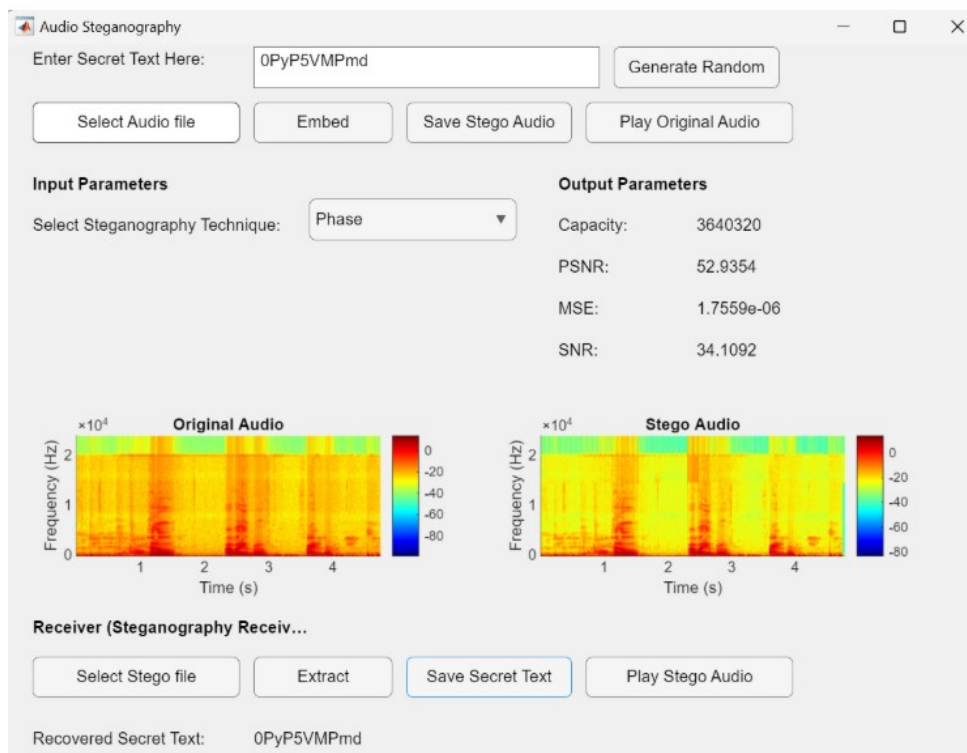 Audio Steganography
Enter Secret Text Here: 0PyP5VMPmd Generate Random
Select Audio file Embed Save Stego Audio Play Original Audio
Input Parameters Output Parameters
Select Steganography Technique: Phase Capacity: 3640320
PSNR: 52.9354
MSE: 1.7559e-06
SNR: 34.1092
×10⁴ Original Audio ×10⁴ Stego Audio
Frequency (Hz) 2 1 0 0 -20 -40 -60 -80 Frequency (Hz) 2 1 0 0 -20 -40 -60 -80
1 2 3 4 1 2 3 4
Time (s) Time (s)
Receiver (Steganography Receiv...
Select Stego file Extract Save Secret Text Play Stego Audio
Recovered Secret Text: 0PyP5VMPmd